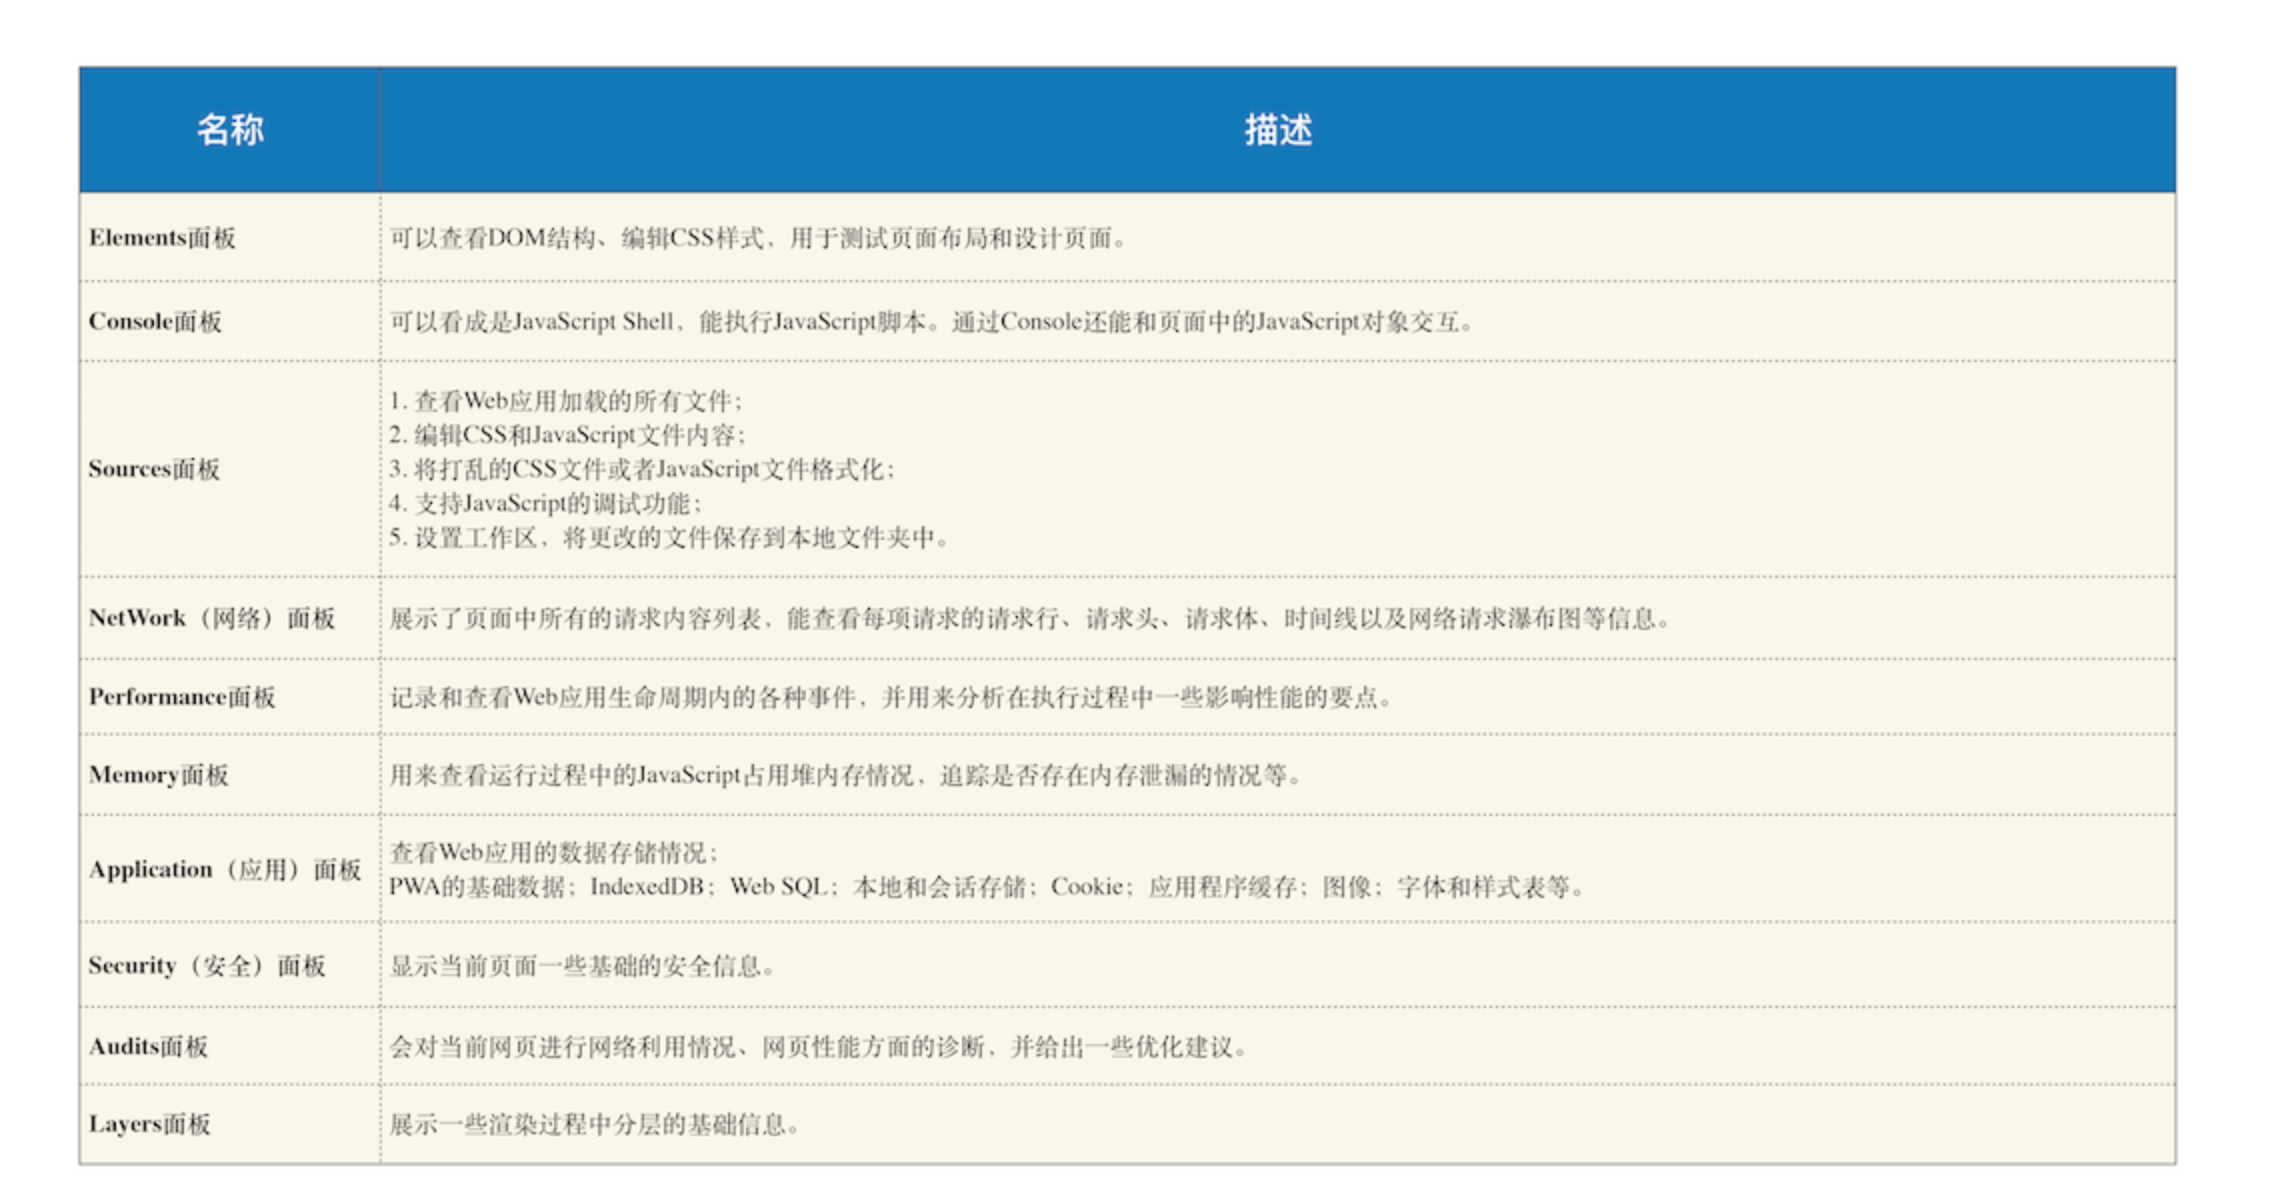 名称
描述
Elements面板
可以查看DOM结构、编辑CSS样式，用于测试页面布局和设计页面。
Console面板
可以看成是JavaScript Shell，能执行JavaScript脚本。通过Console还能和页面中的JavaScript对象交互。
Sources面板
1. 查看Web应用加载的所有文件；
2. 编辑CSS和JavaScript文件内容；
3. 将打乱的CSS文件或者JavaScript文件格式化；
4. 支持JavaScript的调试功能；
5. 设置工作区，将更改的文件保存到本地文件夹中。
NetWork（网络）面板
展示了页面中所有的请求内容列表，能查看每项请求的请求行、请求头、请求体、时间线以及网络请求瀑布图等信息。
Performance面板
记录和查看Web应用生命周期内的各种事件，并用来分析在执行过程中一些影响性能的要点。
Memory面板
用来查看运行过程中的JavaScript占用堆内存情况，追踪是否存在内存泄漏的情况等。
Application（应用）面板
查看Web应用的数据存储情况；
PWA的基础数据；IndexedDB；Web SQL；本地和会话存储；Cookie；应用程序缓存；图像；字体和样式表等。
Security（安全）面板
显示当前页面一些基础的安全信息。
Audits面板
会对当前网页进行网络利用情况、网页性能方面的诊断，并给出一些优化建议。
Layers面板
展示一些渲染过程中分层的基础信息。